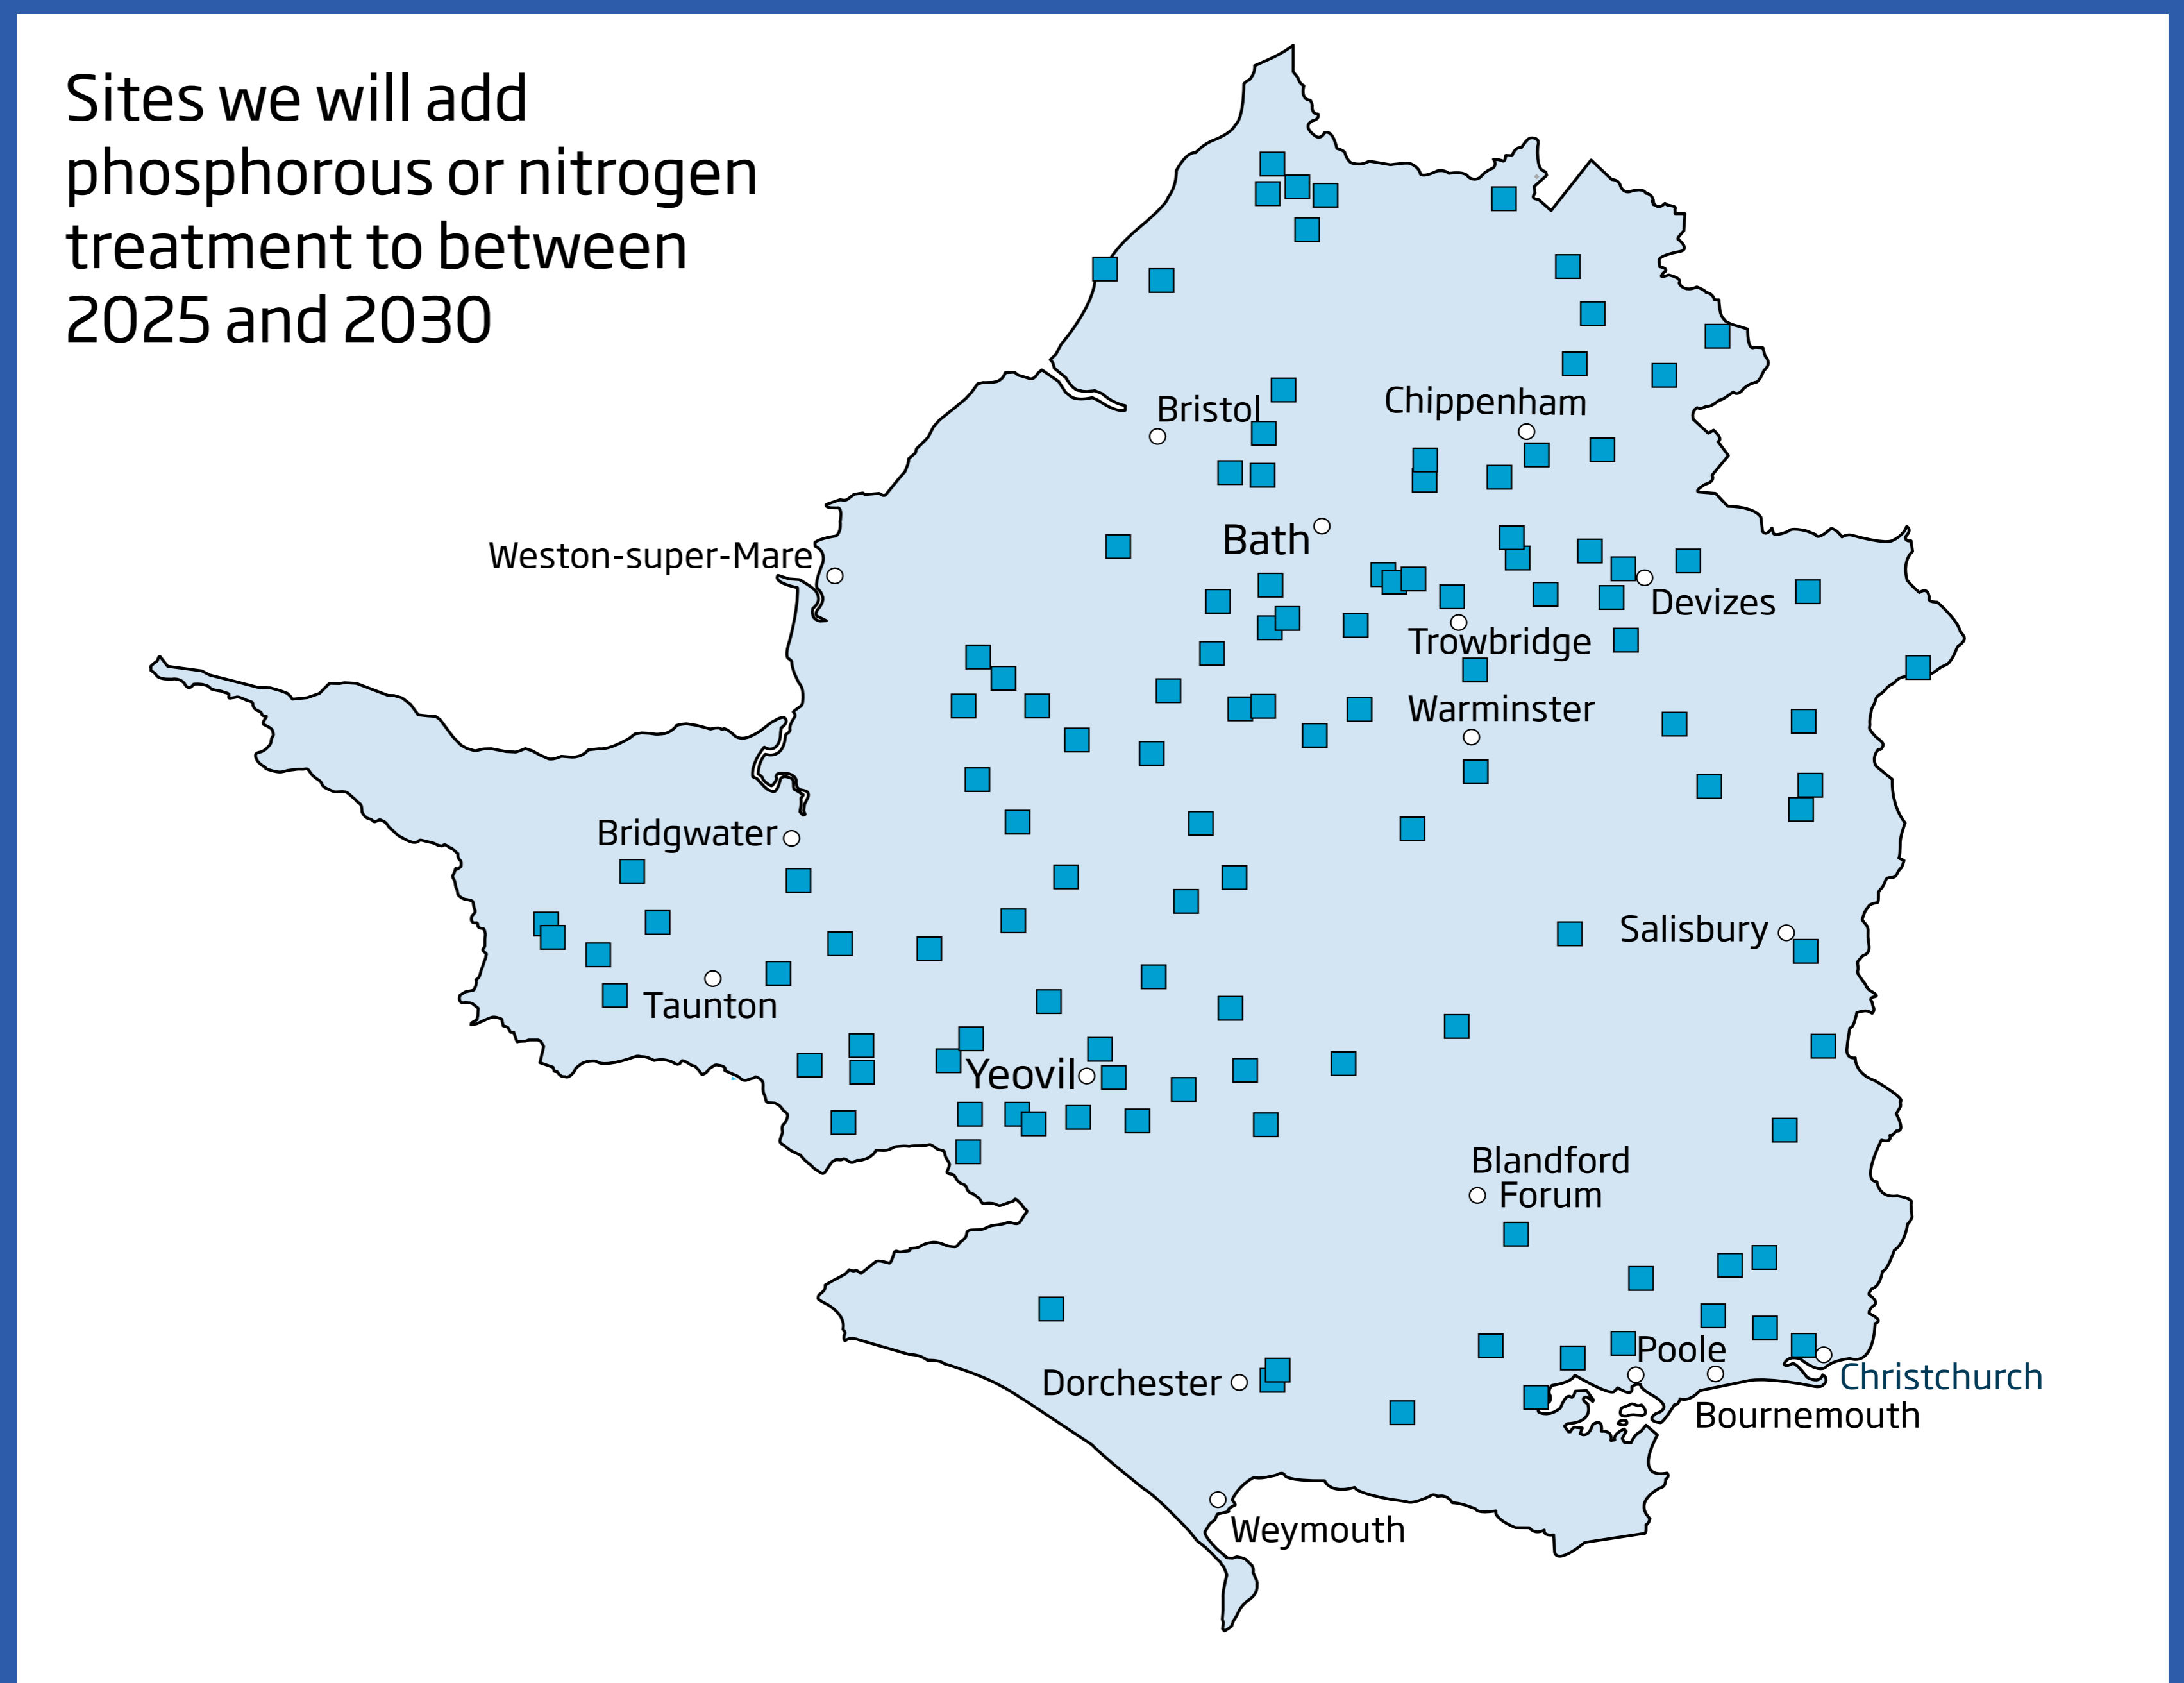 Sites we will add
phosphorous or nitrogen
treatment to between
2025 and 2030
Chippenham
Bristol
Bath
Weston-super-Mare
Devizes
Trowbridge
Warminster
Bridgwater
Salisbury
Taunton
Yeovil
Blandford
Forum
Poole
Christchurch
Dorchester
Bournemouth
Weymouth